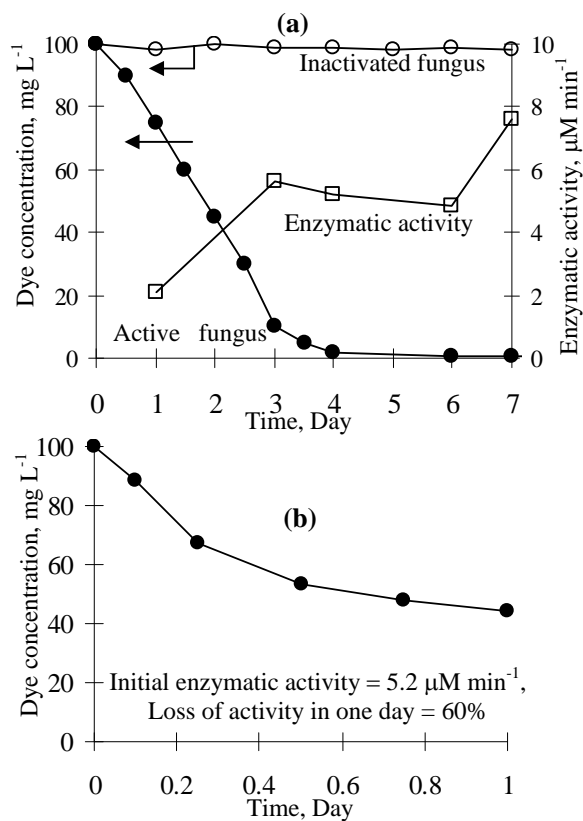 (a)
100
80
60
40
20
0
Dye concentration, mg L⁻¹
Inactivated fungus
Enzymatic activity
Active fungus
10
8
6
4
2
0
Enzymatic activity, μM min⁻¹
0 1 2 3 4 5 6 7
Time, Day
(b)
100
80
60
40
20
0
Dye concentration, mg L⁻¹
Initial enzymatic activity = 5.2 μM min⁻¹,
Loss of activity in one day = 60%
0 0.2 0.4 0.6 0.8 1
Time, Day